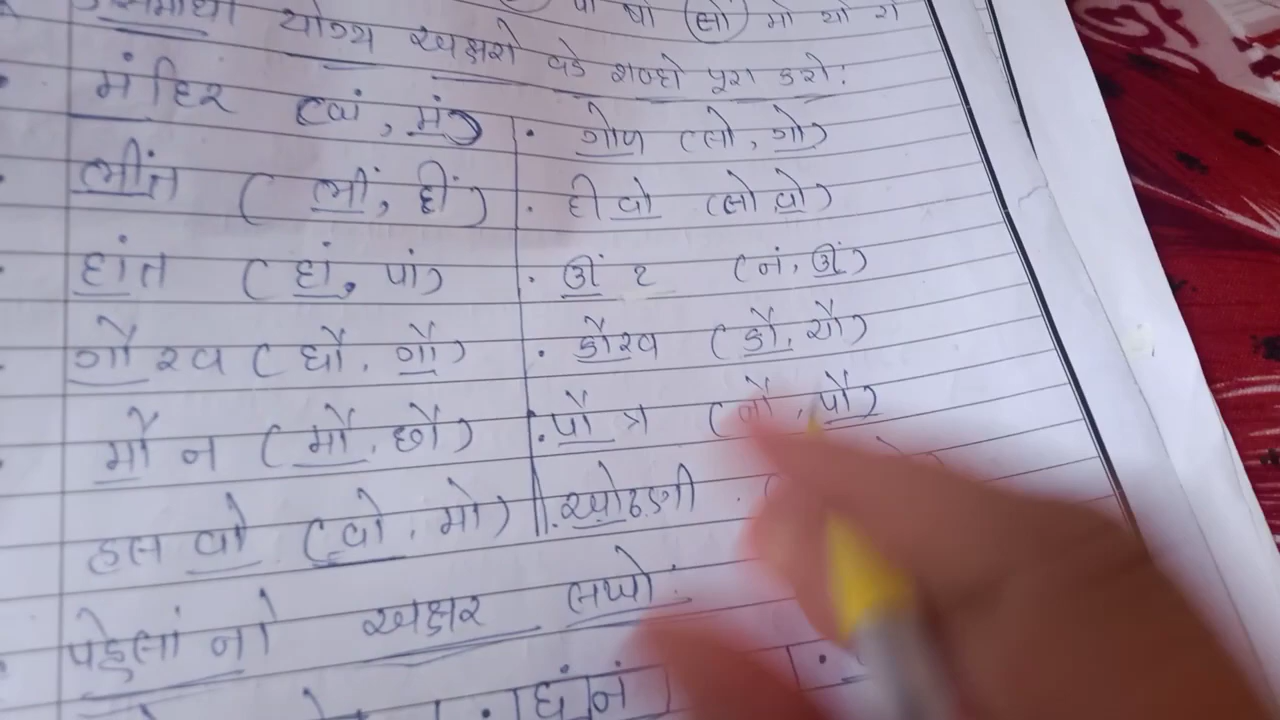 લો મો યો રો
યોગ્ય અક્ષરો વડે શબ્દો પૂરા કરો:
મંદિર (વાં, મં) • ગોળ (લો, ગો)
ભીંત (ભીં, દીં) • દીવો (લો વો)
દાંત (દાં, પાં) • ઊંટ (નં, ઊં)
ગૌરવ (ધૌ, ગૌ) • કૌરવ (કૌ, યૌ)
મૌન (મૌ, છૌ) • પૌત્ર (નૌ, પૌ)
હલવો (વો, મો) • ઓઢણી (
પહેલાંનો અક્ષર લખો:
• ઘં નં